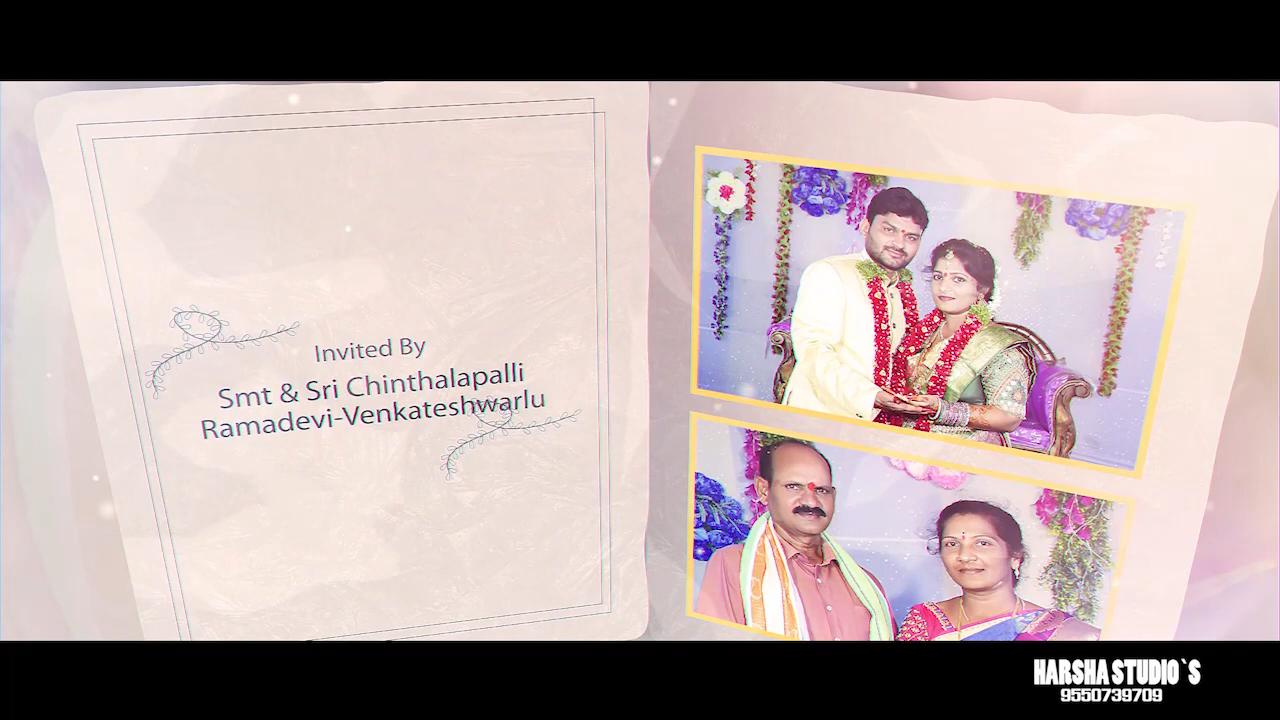 Invited By
Smt & Sri Chinthalapalli
Ramadevi-Venkateshwarlu
HARSHA STUDIO`S
9550739709